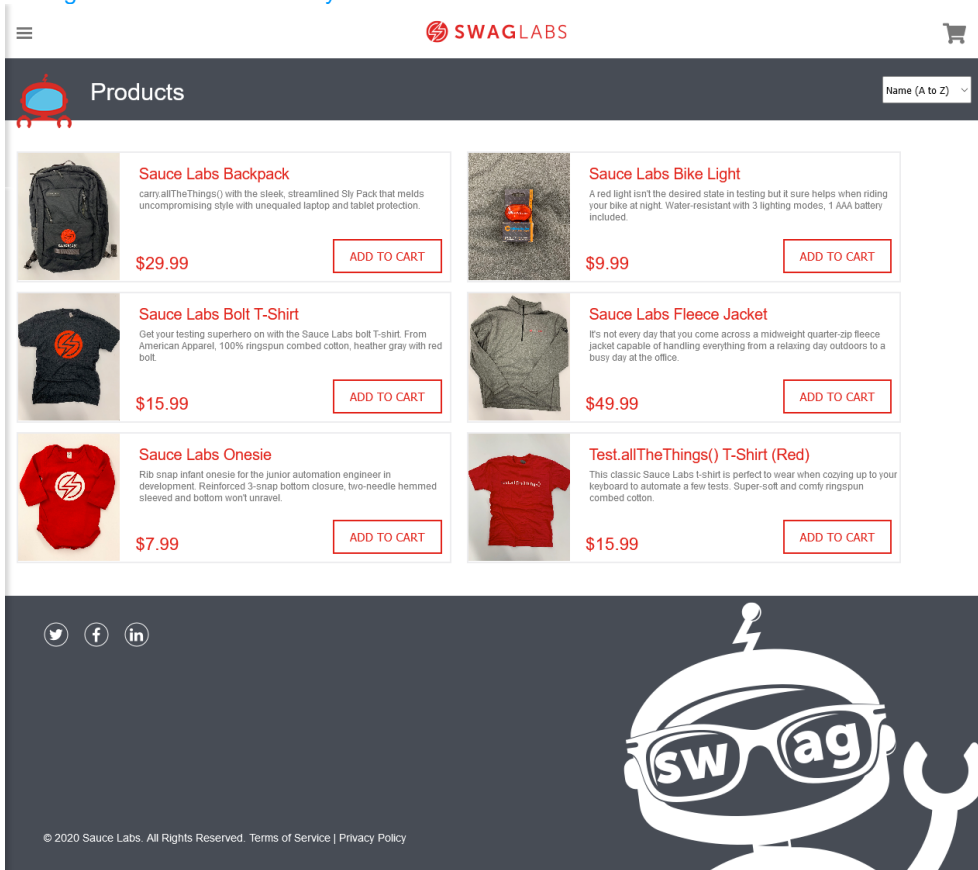 SWAGLABS
Products
Name (A to Z)
Sauce Labs Backpack
carry.allTheThings() with the sleek, streamlined Sly Pack that melds
uncompromising style with unequaled laptop and tablet protection.
$29.99
ADD TO CART
Sauce Labs Bike Light
A red light isn't the desired state in testing but it sure helps when riding
your bike at night. Water-resistant with 3 lighting modes, 1 AAA battery
included.
$9.99
ADD TO CART
Sauce Labs Bolt T-Shirt
Get your testing superhero on with the Sauce Labs bolt T-shirt. From
American Apparel, 100% ringspun combed cotton, heather gray with red
bolt.
$15.99
ADD TO CART
Sauce Labs Fleece Jacket
It's not every day that you come across a midweight quarter-zip fleece
jacket capable of handling everything from a relaxing day outdoors to a
busy day at the office.
$49.99
ADD TO CART
Sauce Labs Onesie
Rib snap infant onesie for the junior automation engineer in
development. Reinforced 3-snap bottom closure, two-needle hemmed
sleeved and bottom won't unravel.
$7.99
ADD TO CART
Test.allTheThings() T-Shirt (Red)
This classic Sauce Labs t-shirt is perfect to wear when cozying up to your
keyboard to automate a few tests. Super-soft and comfy ringspun
combed cotton.
$15.99
ADD TO CART
sw ag
© 2020 Sauce Labs. All Rights Reserved. Terms of Service | Privacy Policy